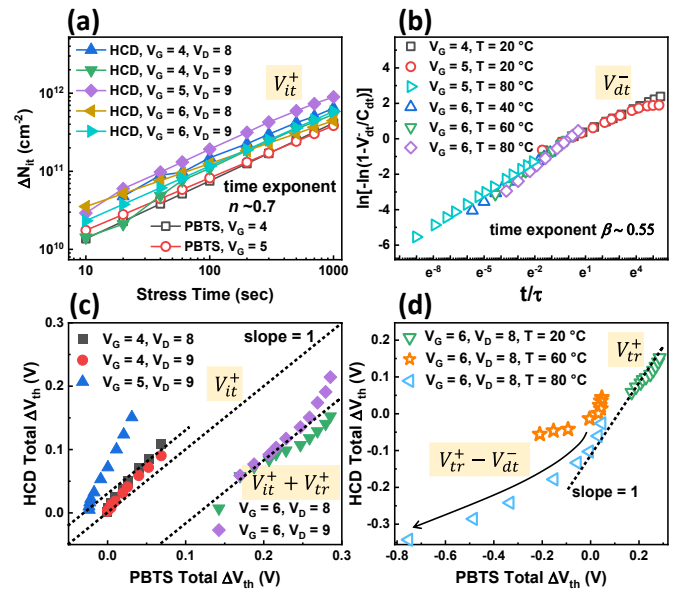 (a)
HCD, V_G = 4, V_D = 8
HCD, V_G = 4, V_D = 9
HCD, V_G = 5, V_D = 9
HCD, V_G = 6, V_D = 8
HCD, V_G = 6, V_D = 9
V_it^+
time exponent
n ~0.7
PBTS, V_G = 4
PBTS, V_G = 5
10^12
10^11
10^10
ΔN_it (cm^-2)
10
100
1000
Stress Time (sec)
(b)
V_G = 4, T = 20 °C
V_G = 5, T = 20 °C
V_G = 5, T = 80 °C
V_G = 6, T = 40 °C
V_G = 6, T = 60 °C
V_G = 6, T = 80 °C
V_dt^-
time exponent β~ 0.55
6
4
2
0
-2
-4
-6
ln[-ln(1-V_dt^-/C_dt)]
e^-8
e^-5
e^-2
e^1
e^4
t/τ
(c)
V_G = 4, V_D = 8
V_G = 4, V_D = 9
V_G = 5, V_D = 9
slope = 1
V_it^+
V_it^+ + V_tr^+
V_G = 6, V_D = 8
V_G = 6, V_D = 9
0.3
0.2
0.1
0.0
HCD Total ΔV_th (V)
0.0
0.1
0.2
0.3
PBTS Total ΔV_th (V)
(d)
V_G = 6, V_D = 8, T = 20 °C
V_G = 6, V_D = 8, T = 60 °C
V_G = 6, V_D = 8, T = 80 °C
V_tr^+
V_tr^+ − V_dt^-
slope = 1
0.2
0.1
0.0
-0.1
-0.2
-0.3
HCD Total ΔV_th (V)
-0.8
-0.6
-0.4
-0.2
0.0
0.2
PBTS Total ΔV_th (V)